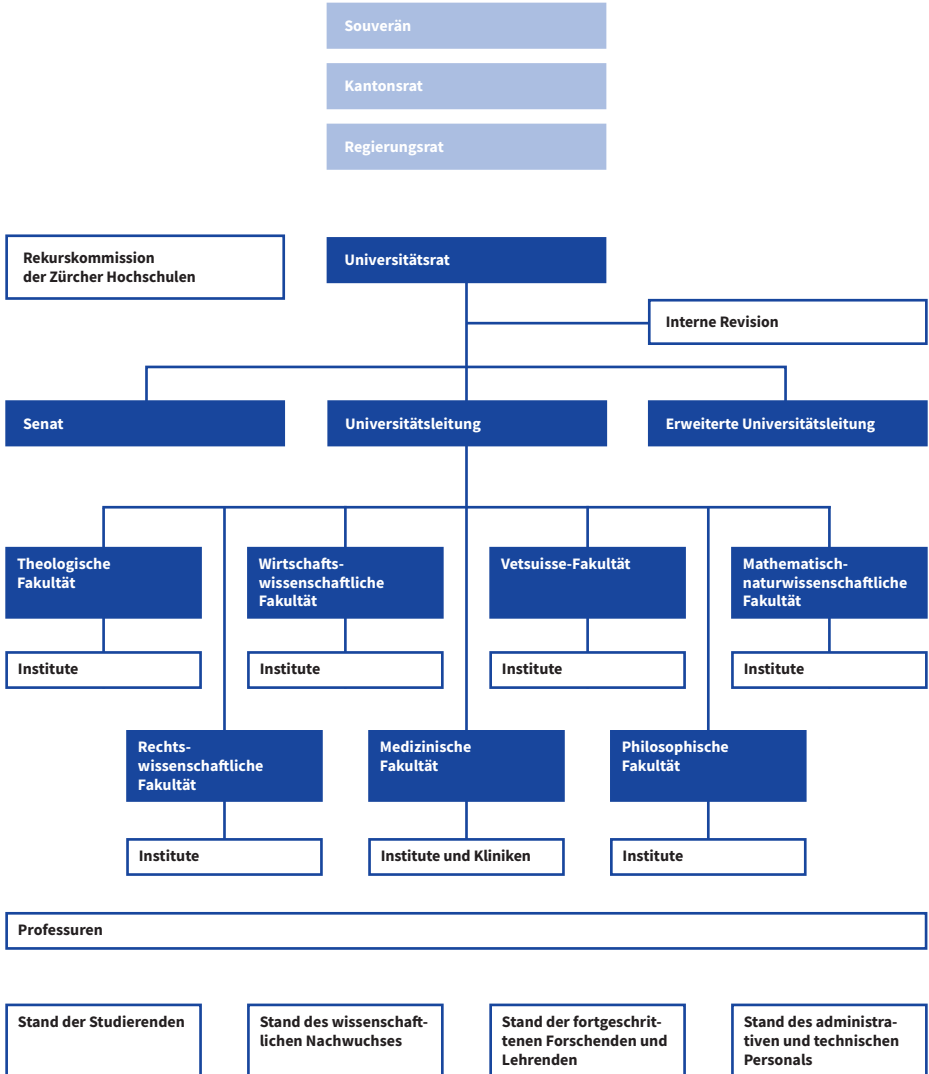 Souverän
Kantonsrat
Regierungsrat
Rekurskommission
der Zürcher Hochschulen
Universitätsrat
Interne Revision
Senat
Universitätsleitung
Erweiterte Universitätsleitung
Theologische
Fakultät
Wirtschafts-
wissenschaftliche
Fakultät
Vetsuisse-Fakultät
Mathematisch-
naturwissenschaftliche
Fakultät
Institute
Institute
Institute
Institute
Rechts-
wissenschaftliche
Fakultät
Medizinische
Fakultät
Philosophische
Fakultät
Institute
Institute und Kliniken
Institute
Professuren
Stand der Studierenden
Stand des wissenschaft-
lichen Nachwuchses
Stand der fortgeschrit-
tenen Forschenden und
Lehrenden
Stand des administra-
tiven und technischen
Personals